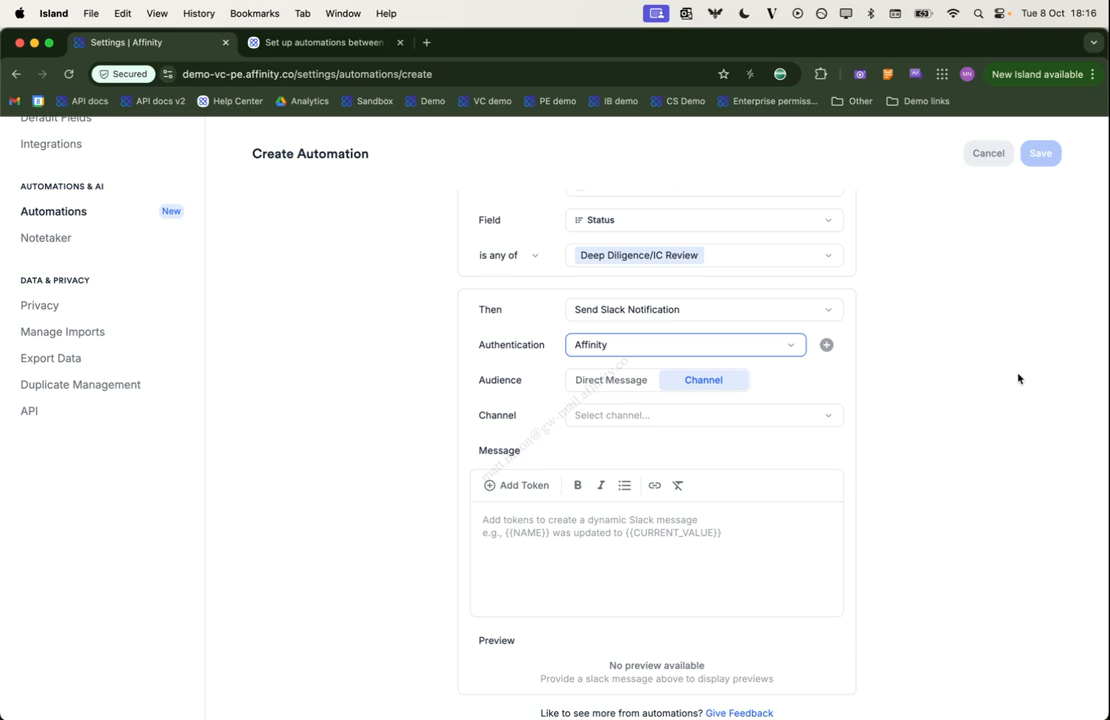 Island File Edit View History Bookmarks Tab Window Help Tue 8 Oct 18:16
Settings | Affinity Set up automations between
Secured demo-vc-pe.affinity.co/settings/automations/create MN New Island available
API docs API docs v2 Help Center Analytics Sandbox Demo VC demo PE demo IB demo CS Demo Enterprise permiss... Other Demo links
Default Fields
Integrations
AUTOMATIONS & AI
Automations New
Notetaker
DATA & PRIVACY
Privacy
Manage Imports
Export Data
Duplicate Management
API
Create Automation Cancel Save
Field Status
is any of Deep Diligence/IC Review
Then Send Slack Notification
Authentication Affinity
Audience Direct Message Channel
Channel Select channel...
Message
Add Token B I
Add tokens to create a dynamic Slack message
e.g., {{NAME}} was updated to {{CURRENT_VALUE}}
Preview
No preview available
Provide a slack message above to display previews
Like to see more from automations? Give Feedback